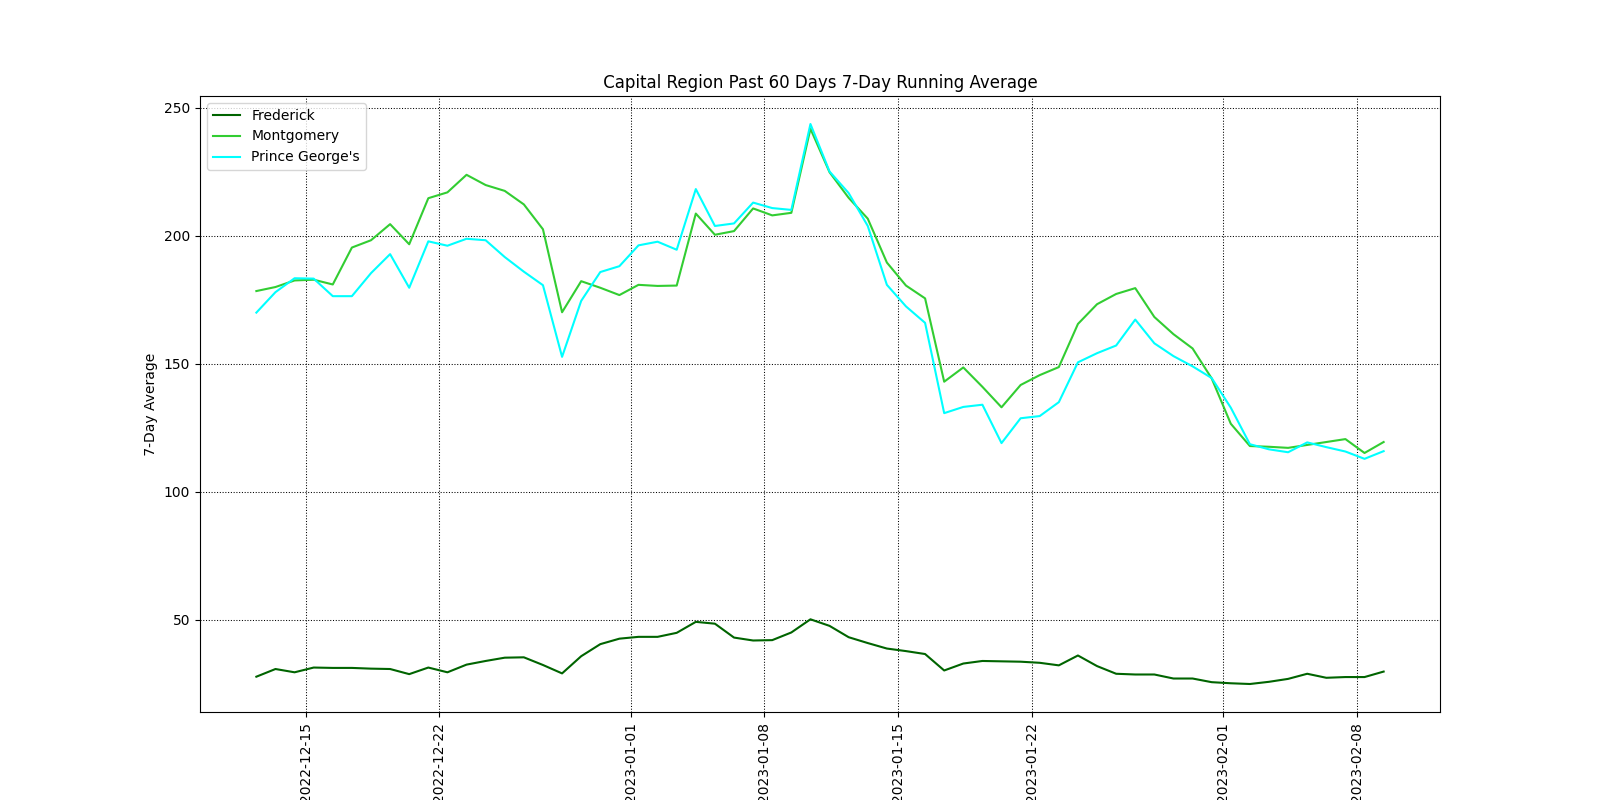 Capital Region Past 60 Days 7-Day Running Average
250
200
150
100
50
7-Day Average
Frederick
Montgomery
Prince George's
2022-12-15
2022-12-22
2023-01-01
2023-01-08
2023-01-15
2023-01-22
2023-02-01
2023-02-08